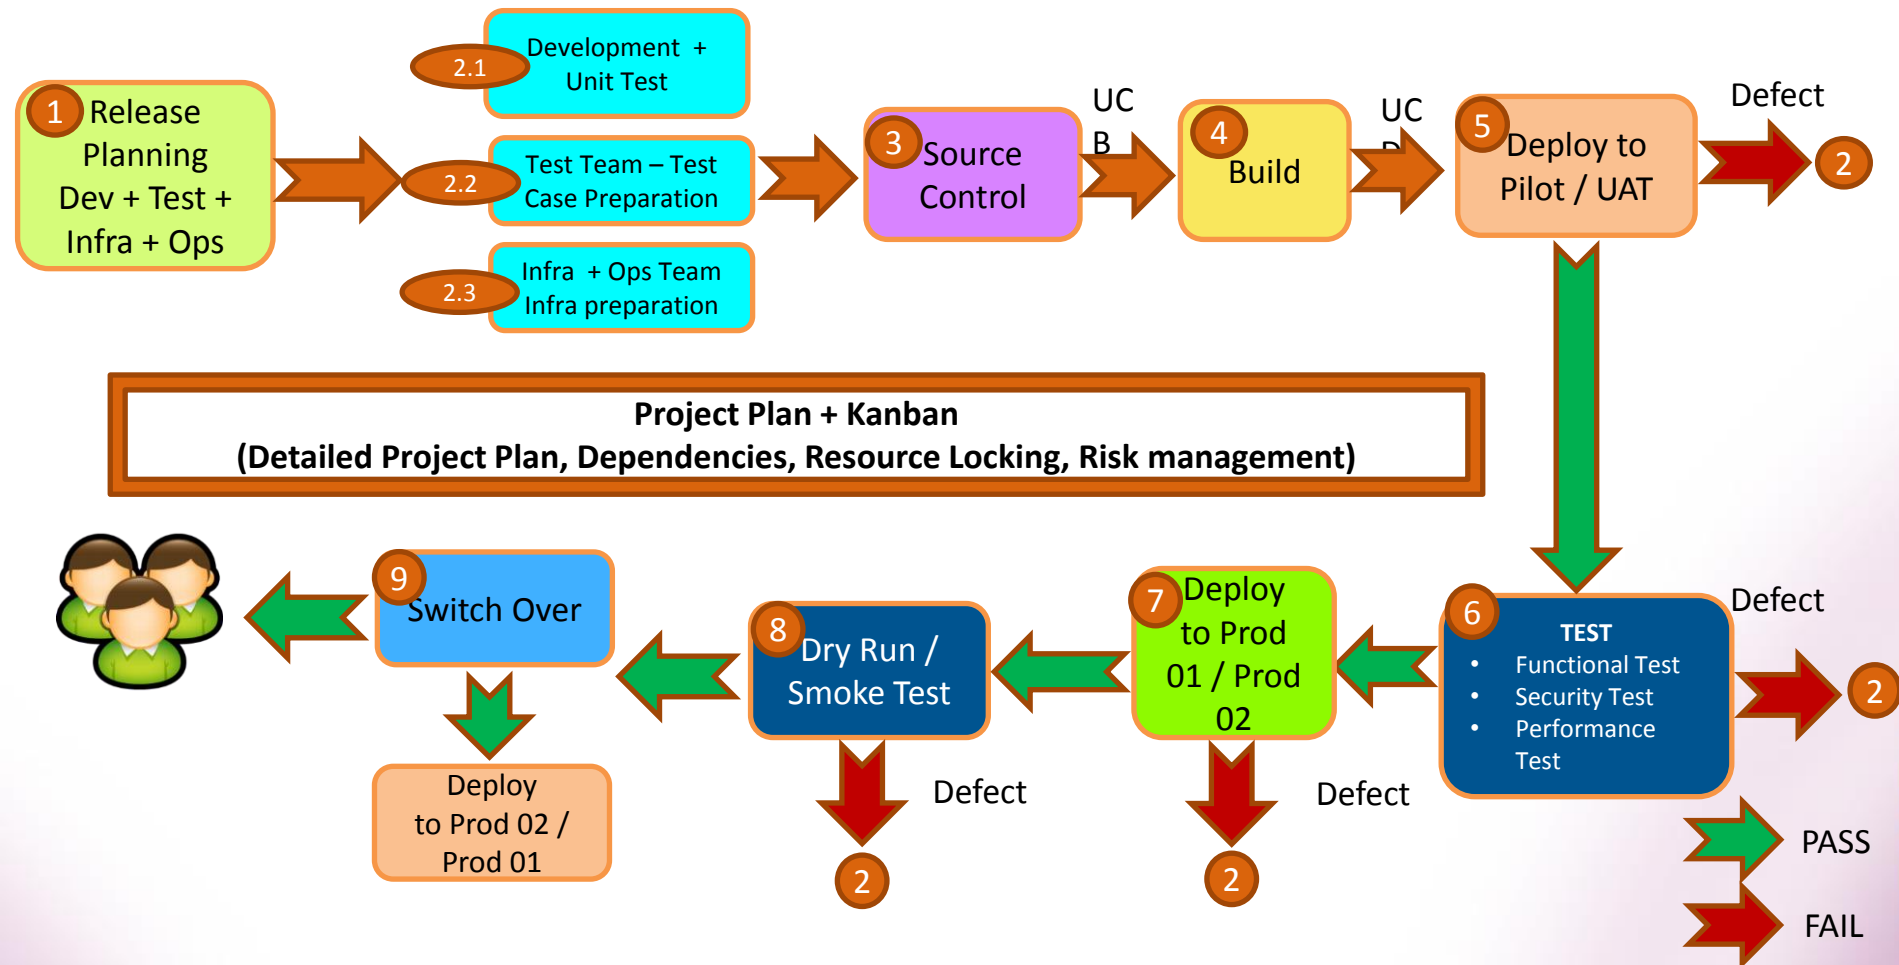 1
Release
Planning
Dev + Test +
Infra + Ops
2.1
Development +
Unit Test
2.2
Test Team – Test
Case Preparation
2.3
Infra + Ops Team
Infra preparation
3
Source
Control
UC
B
4
Build
UC
5
Deploy to
Pilot / UAT
Defect
2
Project Plan + Kanban
(Detailed Project Plan, Dependencies, Resource Locking, Risk management)
6
TEST
• Functional Test
• Security Test
• Performance
Test
Defect
2
7
Deploy
to Prod
01 / Prod
02
Defect
2
8
Dry Run /
Smoke Test
Defect
2
9
Switch Over
Deploy
to Prod 02 /
Prod 01
PASS
FAIL